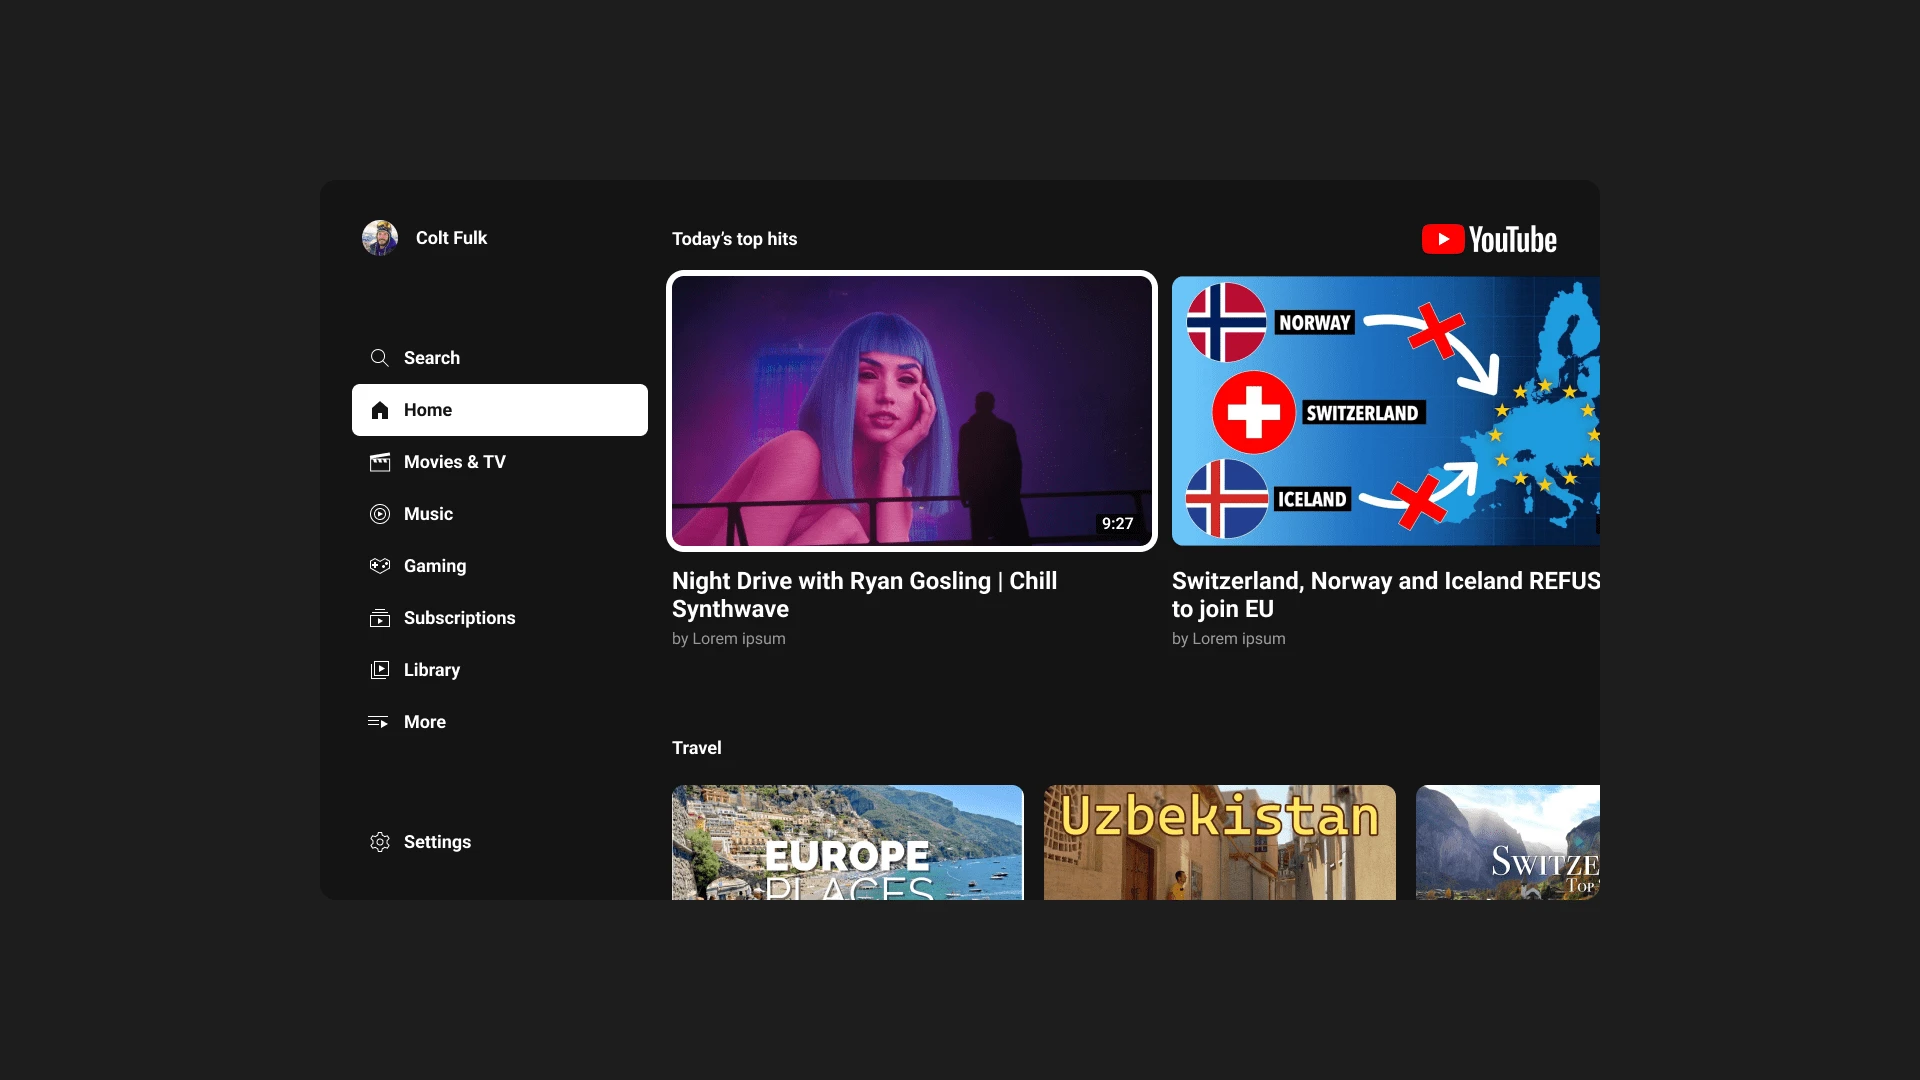 Colt Fulk
Search
Home
Movies & TV
Music
Gaming
Subscriptions
Library
More
Settings
Today’s top hits
YouTube
NORWAY
SWITZERLAND
ICELAND
9:27
Night Drive with Ryan Gosling | Chill
Synthwave
by Lorem ipsum
Switzerland, Norway and Iceland REFUS
to join EU
by Lorem ipsum
Travel
EUROPE
PLACES
Uzbekistan
SWITZE
TOP